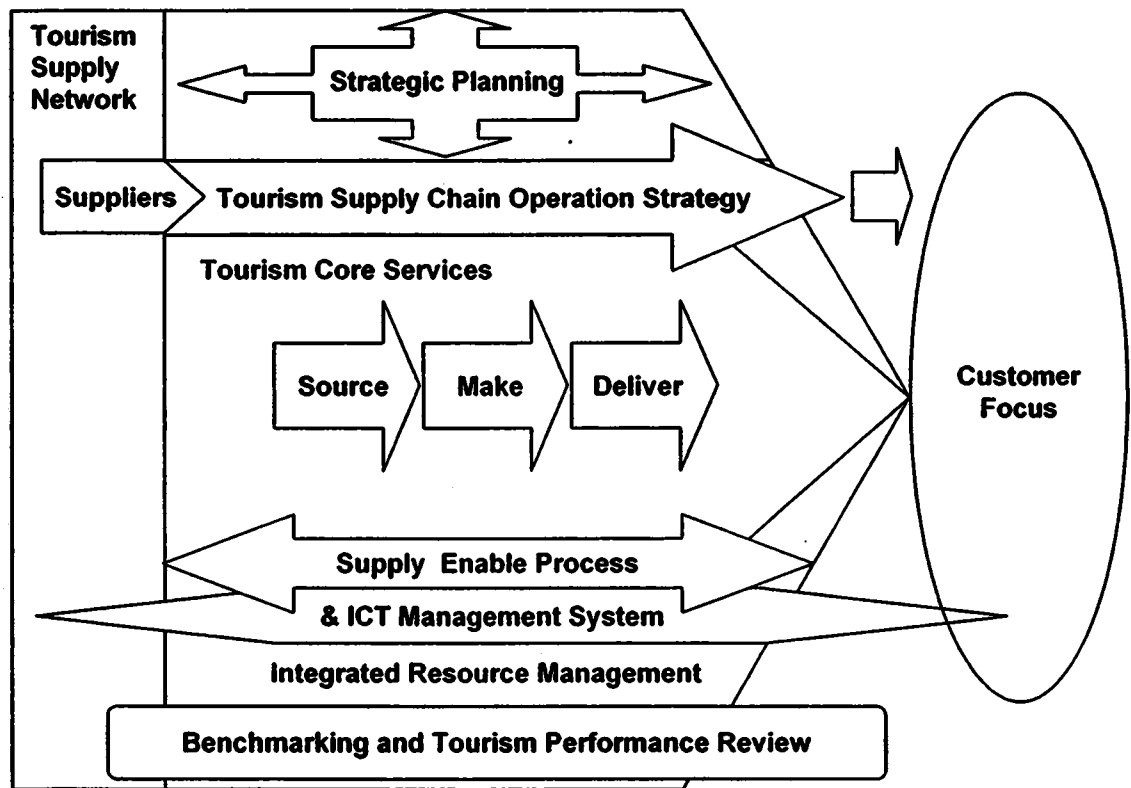 Tourism
Supply
Network
Strategic Planning
Suppliers
Tourism Supply Chain Operation Strategy
Tourism Core Services
Source
Make
Deliver
Customer
Focus
Supply Enable Process
& ICT Management System
Integrated Resource Management
Benchmarking and Tourism Performance Review